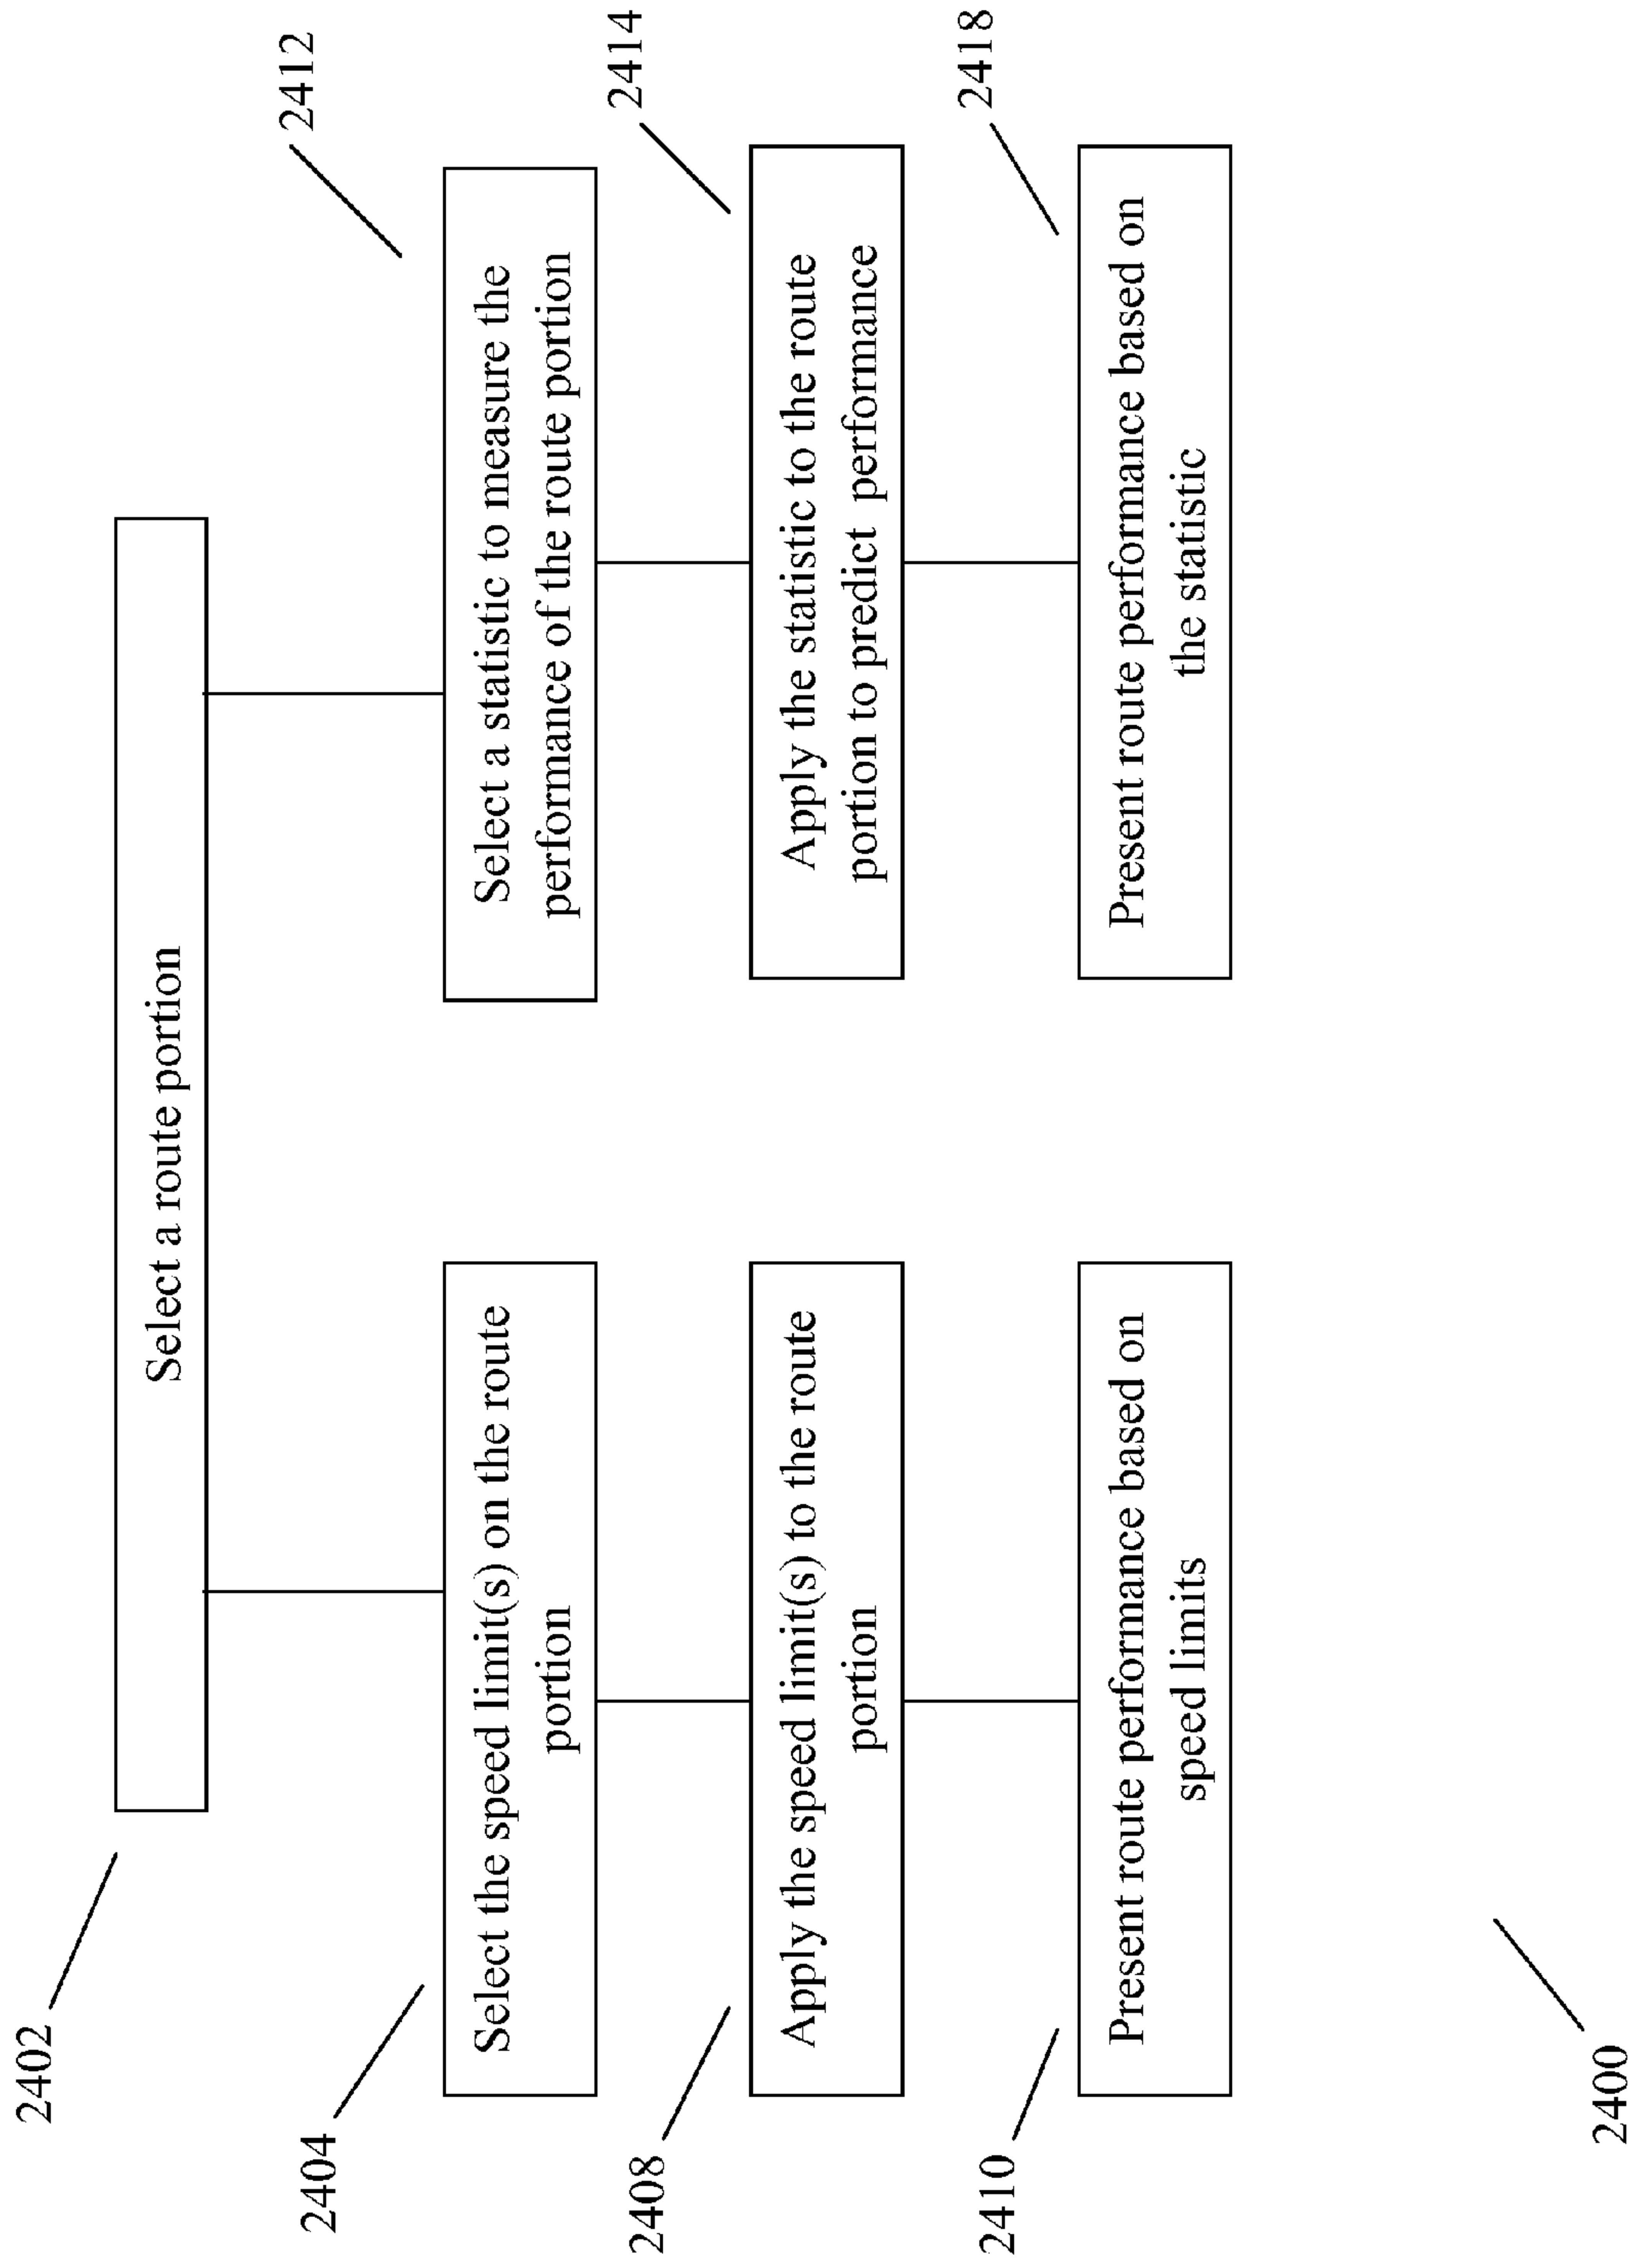 2402
Select a route portion
2404
Select the speed limit(s) on the route
portion
2412
Select a statistic to measure the
performance of the route portion
2408
Apply the speed limit(s) to the route
portion
2414
Apply the statistic to the route
portion to predict performance
2410
Present route performance based on
speed limits
2418
Present route performance based on
the statistic
2400